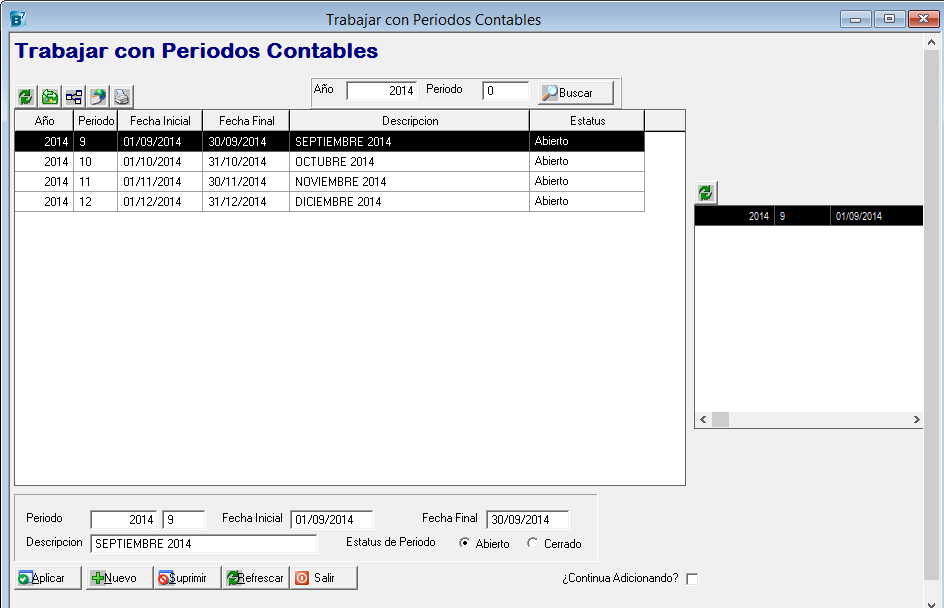 Trabajar con Periodos Contables
Trabajar con Periodos Contables
Año 2014 Periodo 0 Buscar
Año Periodo Fecha Inicial Fecha Final Descripcion Estatus
2014 9 01/09/2014 30/09/2014 SEPTIEMBRE 2014 Abierto
2014 10 01/10/2014 31/10/2014 OCTUBRE 2014 Abierto
2014 11 01/11/2014 30/11/2014 NOVIEMBRE 2014 Abierto
2014 12 01/12/2014 31/12/2014 DICIEMBRE 2014 Abierto
2014 9 01/09/2014
Periodo 2014 9 Fecha Inicial 01/09/2014 Fecha Final 30/09/2014
Descripcion SEPTIEMBRE 2014 Estatus de Periodo Abierto Cerrado
Aplicar Nuevo Suprimir Refrescar Salir ¿Continua Adicionando?